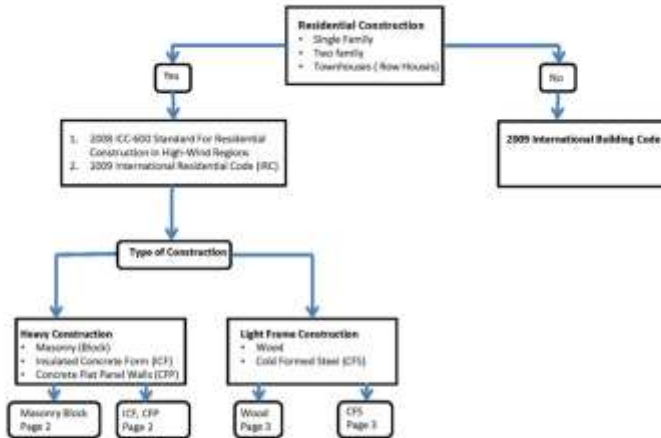 Residential Construction
• Single Family
• Two family
• Townhouses ( Row Houses)
Yes
No
1. 2008 ICC-600 Standard For Residential
Construction in High-Wind Regions
2. 2009 International Residential Code (IRC)
2009 International Building Code
Type of Construction
Heavy Construction
• Masonry (Block)
• Insulated Concrete Form (ICF)
• Concrete Flat Panel Walls (CFP)
Light Frame Construction
• Wood
• Cold Formed Steel (CFS)
Masonry Block
Page 2
ICF, CFP
Page 2
Wood
Page 3
CFS
Page 3